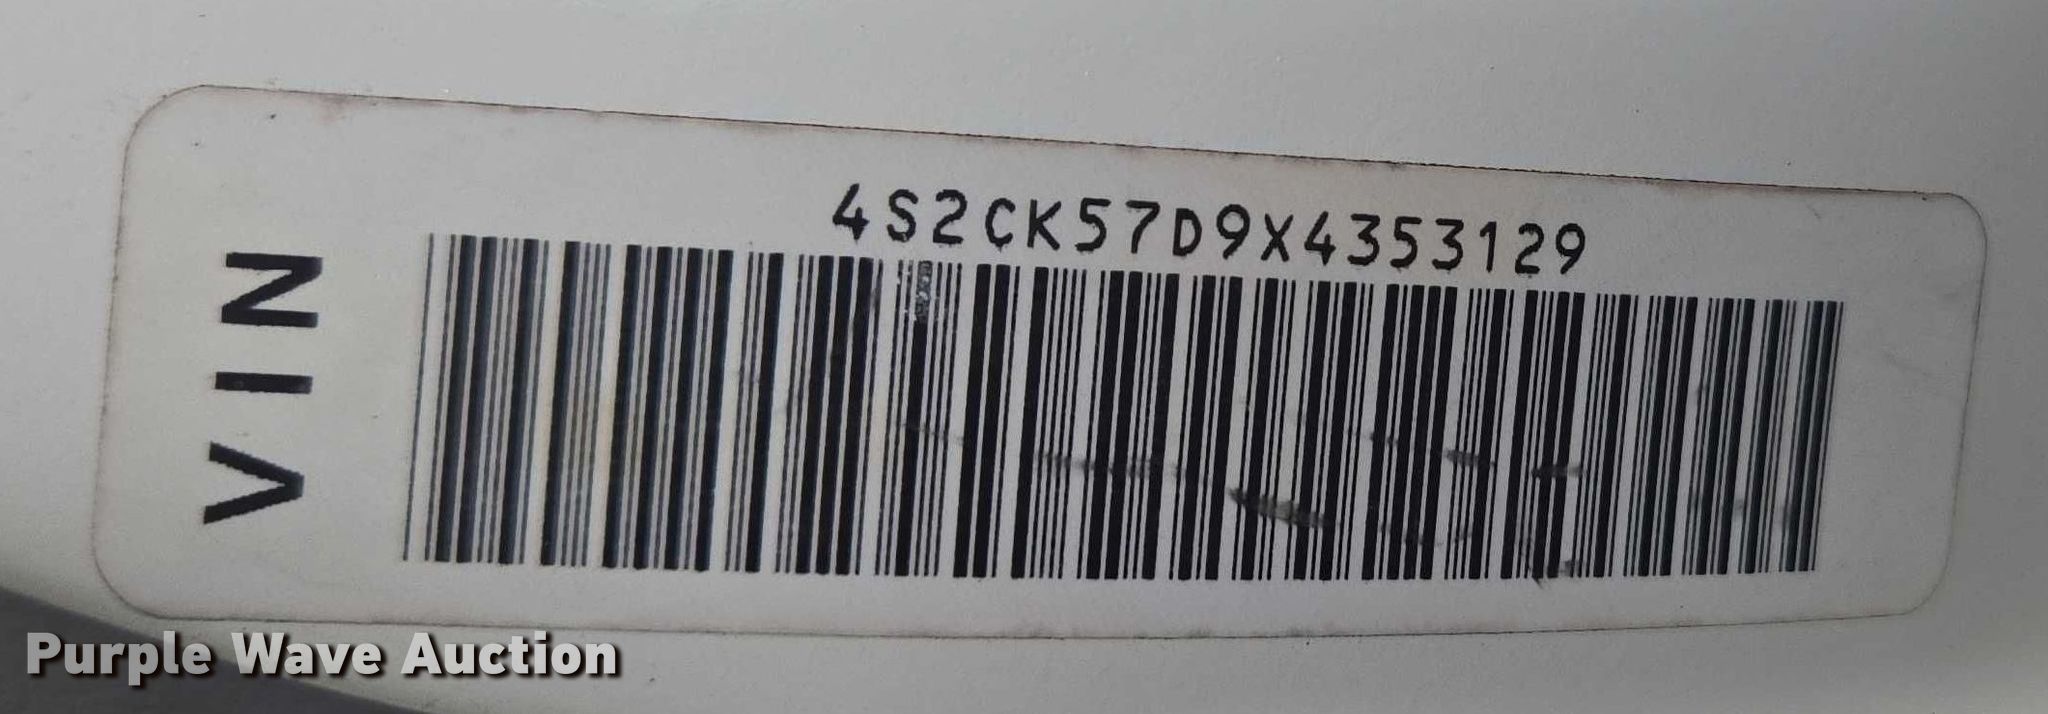 4S2CK57D9X4353129
VIN
Purple Wave Auction